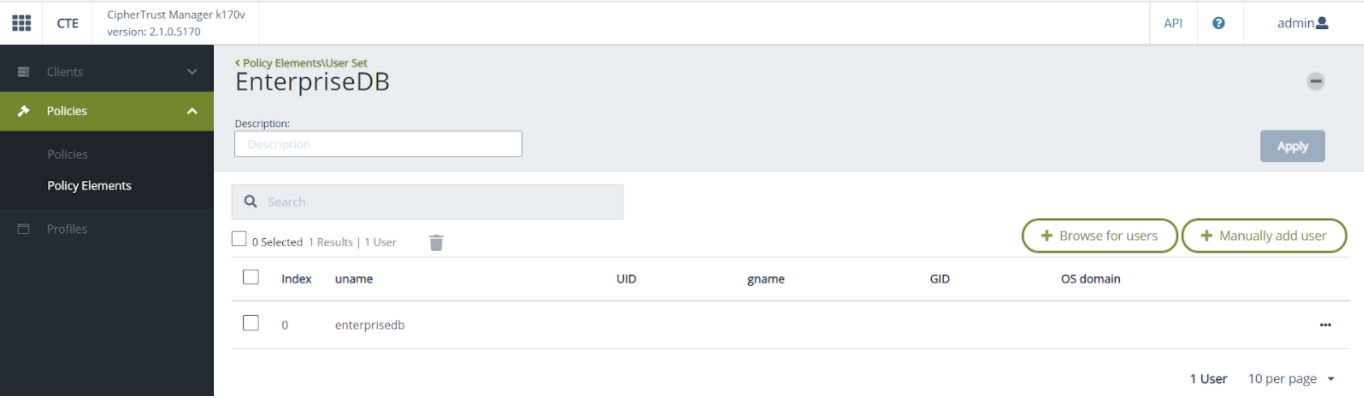 CTE
CipherTrust Manager k170v
version: 2.1.0.5170
API
?
admin
Clients
Policies
Policies
Policy Elements
Profiles
< Policy Elements\User Set
EnterpriseDB
Description:
Description
Apply
Search
0 Selected 1 Results | 1 User
+ Browse for users
+ Manually add user
Index uname UID gname GID OS domain
0 enterprisedb
1 User 10 per page